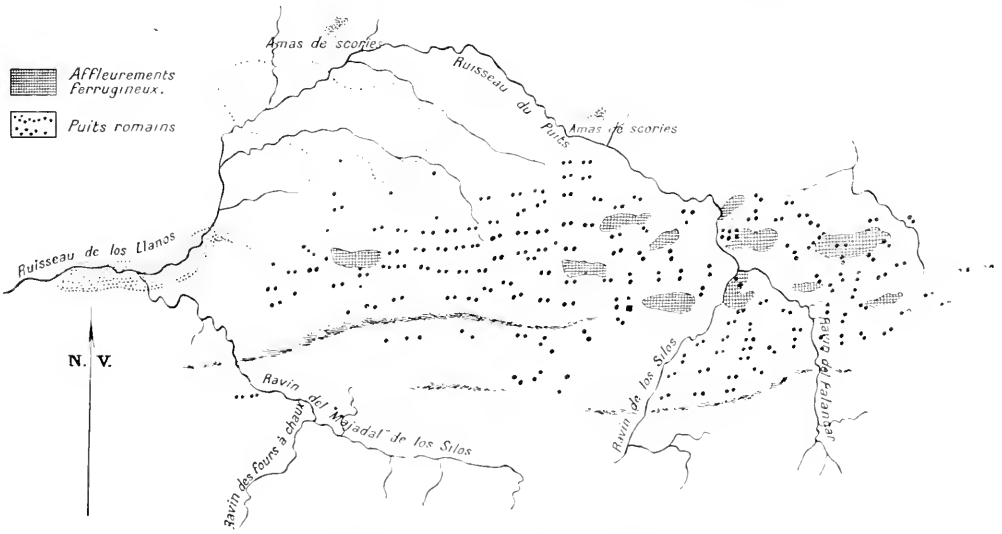 Amas de scories
Affleurements
ferrugineux.
Puits romains
Ruisseau du Puits
Amas de scories
Ruisseau de los Llanos
N. V.
Ravin del Majadal de los Silos
Ravin des fours à chaux
Ravin de los Silos
Ravin del Palancar